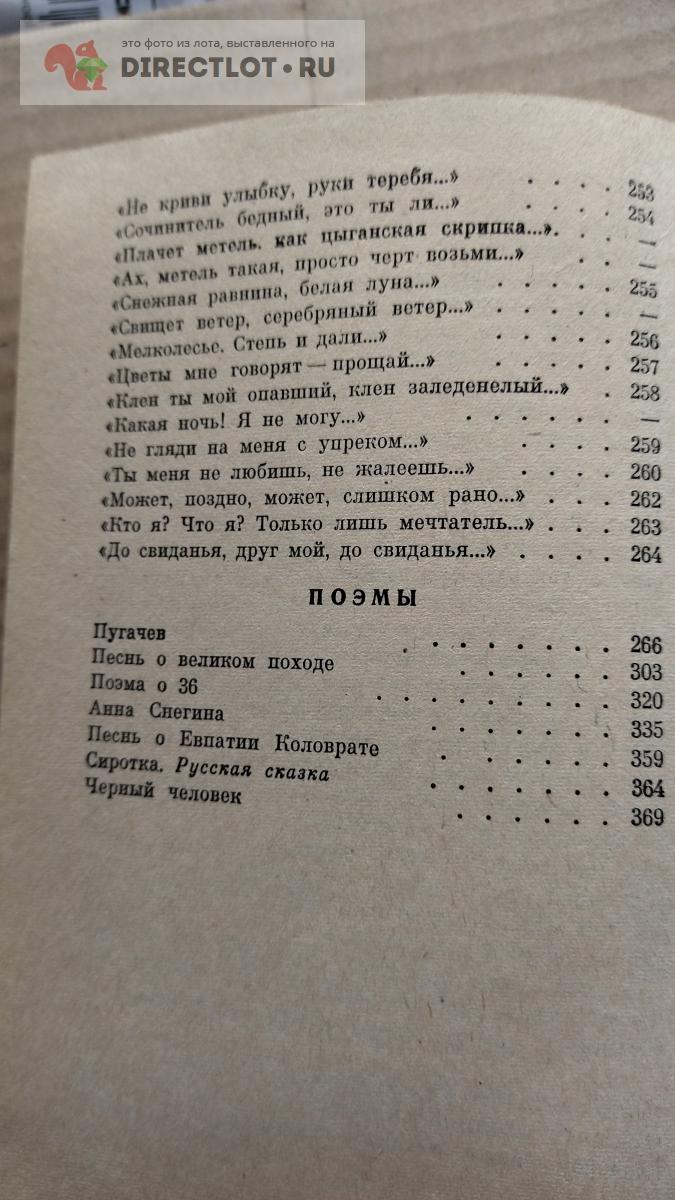 это фото из лота, выставленного на
DIRECTLOT.RU
«Не криви улыбку, руки теребя...» . . . . 253
«Сочинитель бедный, это ты ли...» . . . . 254
«Плачет метель, как цыганская скрипка...». . . —
«Ах, метель такая, просто черт возьми...» . . —
«Снежная равнина, белая луна...» . . . . . 255
«Свищет ветер, серебряный ветер...» . . . . . —
«Мелколесье. Степь и дали...» . . . . . 256
«Цветы мне говорят — прощай...» . . . . . 257
«Клен ты мой опавший, клен заледенелый...» . 258
«Какая ночь! Я не могу...» . . . . . . —
«Не гляди на меня с упреком...» . . . . 259
«Ты меня не любишь, не жалеешь...» . . . . 260
«Может, поздно, может, слишком рано...» . . . 262
«Кто я? Что я? Только лишь мечтатель...» . . . 263
«До свиданья, друг мой, до свиданья...» . . . . 264
ПОЭМЫ
Пугачев . . . . . . . . 266
Песнь о великом походе . . . . . . 303
Поэма о 36 . . . . . . . . . 320
Анна Снегина . . . . . . . 335
Песнь о Евпатии Коловрате . . . . . . 359
Сиротка. Русская сказка . . . . . . . 364
Черный человек . . . . . . 369